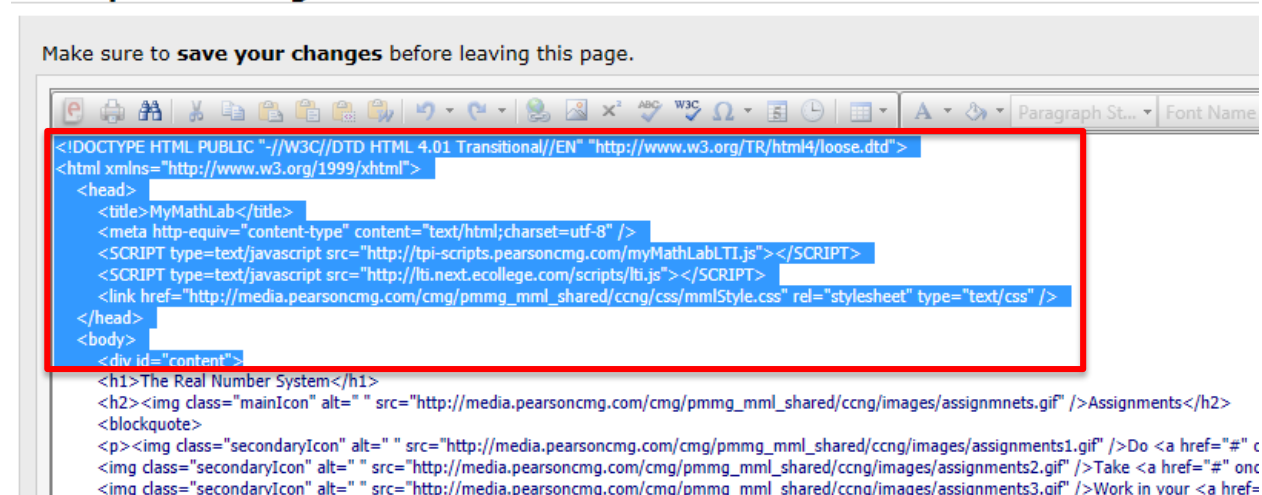 Make sure to save your changes before leaving this page.
ABC W3C Ω A Paragraph St... Font Name
<!DOCTYPE HTML PUBLIC "-//W3C//DTD HTML 4.01 Transitional//EN" "http://www.w3.org/TR/html4/loose.dtd">
<html xmlns="http://www.w3.org/1999/xhtml">
<head>
<title>MyMathLab</title>
<meta http-equiv="content-type" content="text/html;charset=utf-8" />
<SCRIPT type=text/javascript src="http://tpi-scripts.pearsoncmg.com/myMathLabLTI.js"></SCRIPT>
<SCRIPT type=text/javascript src="http://lti.next.ecollege.com/scripts/lti.js"></SCRIPT>
<link href="http://media.pearsoncmg.com/cmg/pmmg_mml_shared/ccng/css/mmlStyle.css" rel="stylesheet" type="text/css" />
</head>
<body>
<div id="content">
<h1>The Real Number System</h1>
<h2><img class="mainIcon" alt=" " src="http://media.pearsoncmg.com/cmg/pmmg_mml_shared/ccng/images/assignmnets.gif" />Assignments</h2>
<blockquote>
<p><img class="secondaryIcon" alt=" " src="http://media.pearsoncmg.com/cmg/pmmg_mml_shared/ccng/images/assignments1.gif" />Do <a href="#"
<img class="secondaryIcon" alt=" " src="http://media.pearsoncmg.com/cmg/pmmg_mml_shared/ccng/images/assignments2.gif" />Take <a href="#" onc
<img class="secondaryIcon" alt=" " src="http://media.pearsoncmg.com/cmg/pmmg_mml_shared/ccng/images/assignments3.gif" />Work in your <a href=